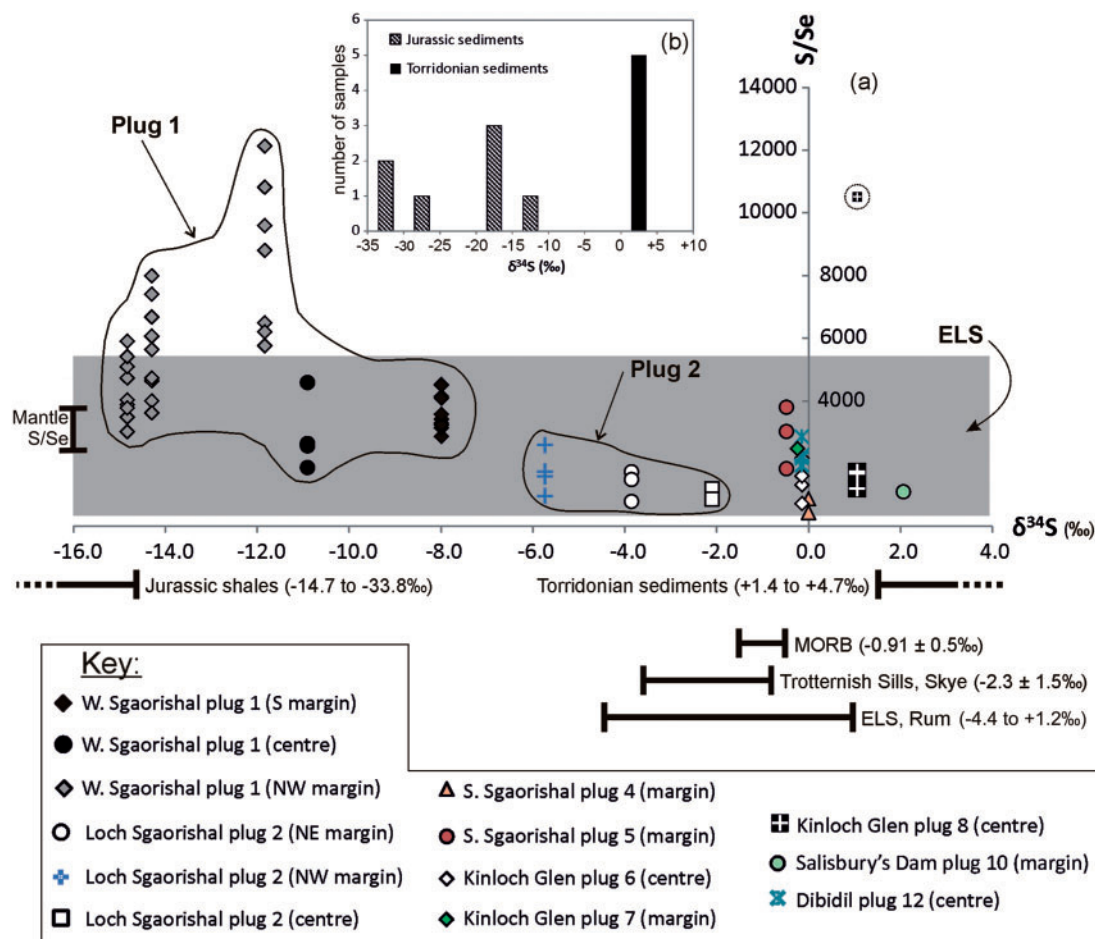 S/Se
6
5
4
3
2
1
0
number of samples
Jurassic sediments
Torridonian sediments
(b)
-35
-30
-25
-20
-15
-10
-5
0
+5
+10
δ³⁴S (‰)
(a)
14000
12000
10000
8000
6000
4000
Plug 1
Plug 2
ELS
Mantle
S/Se
-16.0
-14.0
-12.0
-10.0
-8.0
-6.0
-4.0
-2.0
0.0
2.0
4.0
δ³⁴S (‰)
Jurassic shales (-14.7 to -33.8‰)
Torridonian sediments (+1.4 to +4.7‰)
MORB (-0.91 ± 0.5‰)
Trotternish Sills, Skye (-2.3 ± 1.5‰)
ELS, Rum (-4.4 to +1.2‰)
Key:
W. Sgaorishal plug 1 (S margin)
W. Sgaorishal plug 1 (centre)
W. Sgaorishal plug 1 (NW margin)
Loch Sgaorishal plug 2 (NE margin)
Loch Sgaorishal plug 2 (NW margin)
Loch Sgaorishal plug 2 (centre)
S. Sgaorishal plug 4 (margin)
S. Sgaorishal plug 5 (margin)
Kinloch Glen plug 6 (centre)
Kinloch Glen plug 7 (margin)
Kinloch Glen plug 8 (centre)
Salisbury's Dam plug 10 (margin)
Dibidil plug 12 (centre)